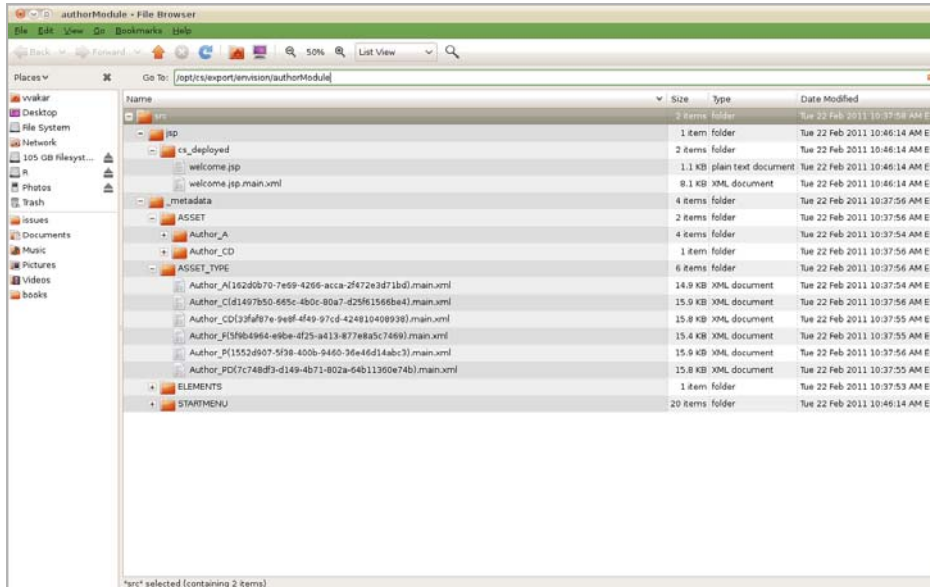 authorModule - File Browser
File Edit View Go Bookmarks Help
Back Forward 50% List View
Places Go To: /opt/cs/export/envision/authorModule
Name Size Type Date Modified
src 2 items folder Tue 22 Feb 2011 10:37:58 AM E
jsp 1 item folder Tue 22 Feb 2011 10:46:14 AM E
cs_deployed 2 items folder Tue 22 Feb 2011 10:46:14 AM E
welcome.jsp 1.1 KB plain text document Tue 22 Feb 2011 10:46:14 AM E
welcome.jsp.main.xml 8.1 KB XML document Tue 22 Feb 2011 10:46:14 AM E
_metadata 4 items folder Tue 22 Feb 2011 10:37:56 AM E
ASSET 2 items folder Tue 22 Feb 2011 10:37:56 AM E
Author_A 4 items folder Tue 22 Feb 2011 10:37:54 AM E
Author_CD 1 item folder Tue 22 Feb 2011 10:37:56 AM E
ASSET_TYPE 6 items folder Tue 22 Feb 2011 10:37:56 AM E
Author_A(162d0b70-7e69-4266-acca-2f472e3d71bd).main.xml 14.9 KB XML document Tue 22 Feb 2011 10:37:54 AM E
Author_C(d1497b50-665c-4b0c-80a7-d25f61566be4).main.xml 15.9 KB XML document Tue 22 Feb 2011 10:37:56 AM E
Author_CD(33faf87e-9e8f-4f49-97cd-424810408938).main.xml 15.8 KB XML document Tue 22 Feb 2011 10:37:55 AM E
Author_F(5f9b4964-e9be-4f25-a413-877e8a5c7469).main.xml 15.4 KB XML document Tue 22 Feb 2011 10:37:55 AM E
Author_P(1552d907-5f38-400b-9460-36e46d14abc3).main.xml 15.9 KB XML document Tue 22 Feb 2011 10:37:56 AM E
Author_PD(7c748df3-d149-4b71-802a-64b11360e74b).main.xml 15.8 KB XML document Tue 22 Feb 2011 10:37:55 AM E
ELEMENTS 1 item folder Tue 22 Feb 2011 10:37:53 AM E
STARTMENU 20 items folder Tue 22 Feb 2011 10:46:14 AM E
vvakar
Desktop
File System
Network
105 GB Filesyst...
R
Photos
Trash
issues
Documents
Music
Pictures
Videos
books
"src" selected (containing 2 items)